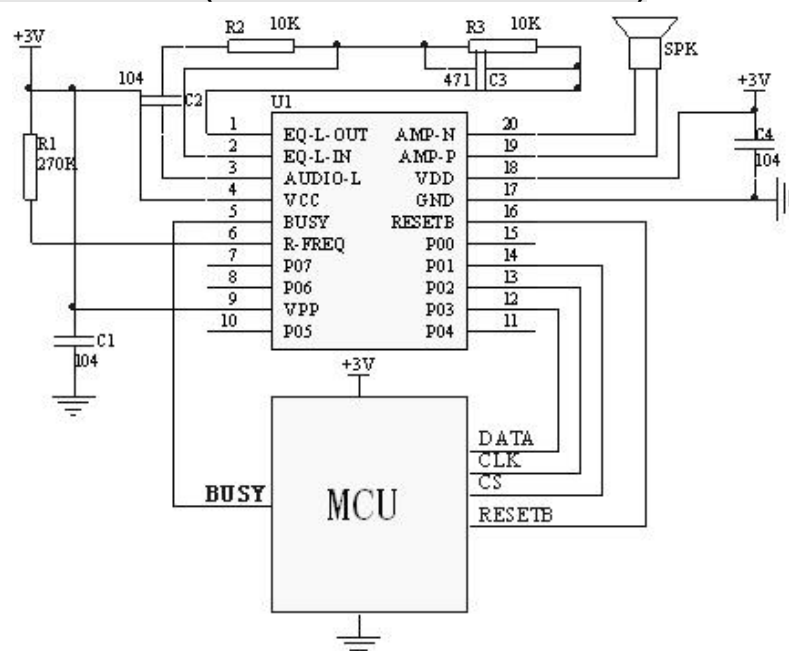 +3V
R2 10K
R3 10K
SPK
104
C2
471 C3
+3V
R1
270K
U1
C4
104
1 EQ-L-OUT AMP-N 20
2 EQ-L-IN AMP-P 19
3 AUDIO-L VDD 18
4 VCC GND 17
5 BUSY RESETB 16
6 R-FREQ P00 15
7 P07 P01 14
8 P06 P02 13
9 VPP P03 12
10 P05 P04 11
C1
104
+3V
DATA
CLK
CS
BUSY
MCU
RESETB